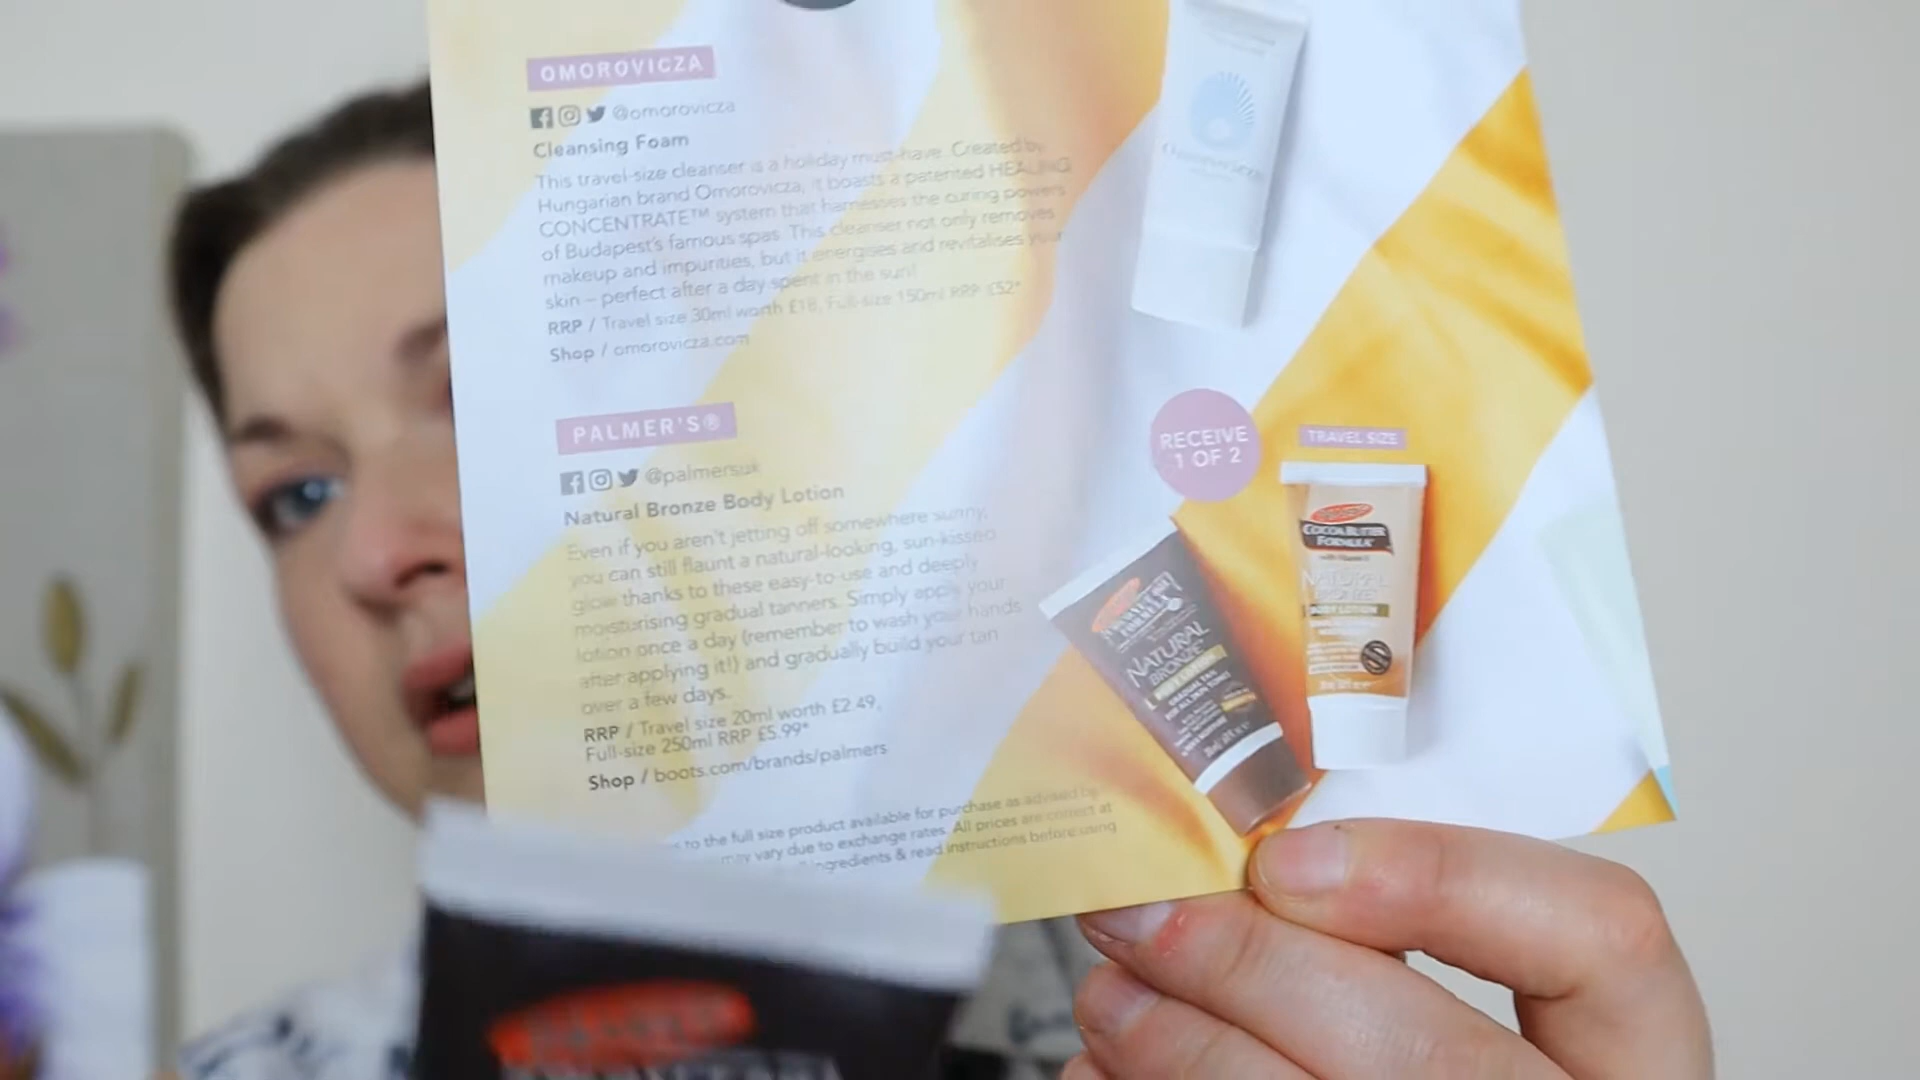 OMOROVICZA
@omorovicza
Cleansing Foam
This travel-size cleanser is a holiday must-have. Created by
Hungarian brand Omorovicza, it boasts a patented HEALING
CONCENTRATE™ system that harnesses the curing powers
of Budapest's famous spas. This cleanser not only removes
makeup and impurities, but it energises and revitalises your
skin – perfect after a day spent in the sun!
RRP / Travel size 30ml worth £18, Full-size 150ml RRP £52*
Shop / omorovicza.com
PALMER'S®
@palmersuk
Natural Bronze Body Lotion
Even if you aren't jetting off somewhere sunny,
you can still flaunt a natural-looking, sun-kissed
glow thanks to these easy-to-use and deeply
moisturising gradual tanners. Simply apply your
lotion once a day (remember to wash your hands
after applying it!) and gradually build your tan
over a few days.
RRP / Travel size 20ml worth £2.49,
Full-size 250ml RRP £5.99*
Shop / boots.com/brands/palmers
to the full size product available for purchase as advised by
may vary due to exchange rates. All prices are correct at
ingredients & read instructions before using
RECEIVE
1 OF 2
TRAVEL SIZE
COCOA BUTTER
FORMULA
NATURAL
BRONZE
BODY LOTION
NATURAL
BRONZE
GRADUAL TAN
FOR ALL SKIN TONES